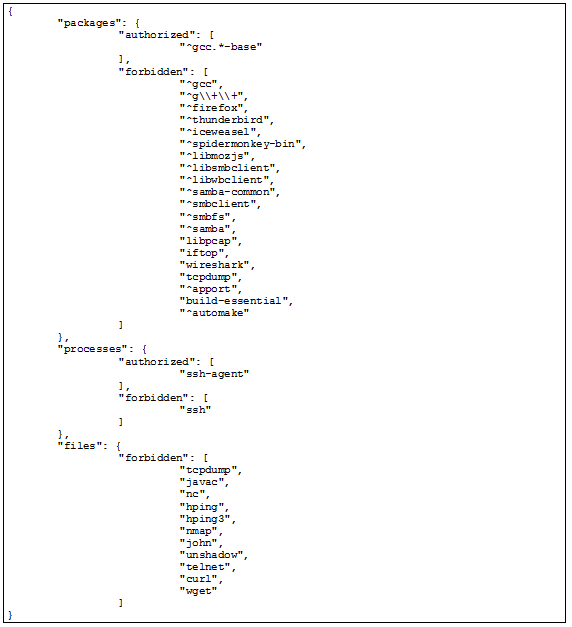 {
"packages": {
"authorized": [
"^gcc.*-base"
],
"forbidden": [
"^gcc",
"^g\\+\\+",
"^firefox",
"^thunderbird",
"^iceweasel",
"^spidermonkey-bin",
"^libmozjs",
"^libsmbclient",
"^libwbclient",
"^samba-common",
"^smbclient",
"^smbfs",
"^samba",
"libpcap",
"iftop",
"wireshark",
"tcpdump",
"^apport",
"build-essential",
"^automake"
]
},
"processes": {
"authorized": [
"ssh-agent"
],
"forbidden": [
"ssh"
]
},
"files": {
"forbidden": [
"tcpdump",
"javac",
"nc",
"hping",
"hping3",
"nmap",
"john",
"unshadow",
"telnet",
"curl",
"wget"
]
}